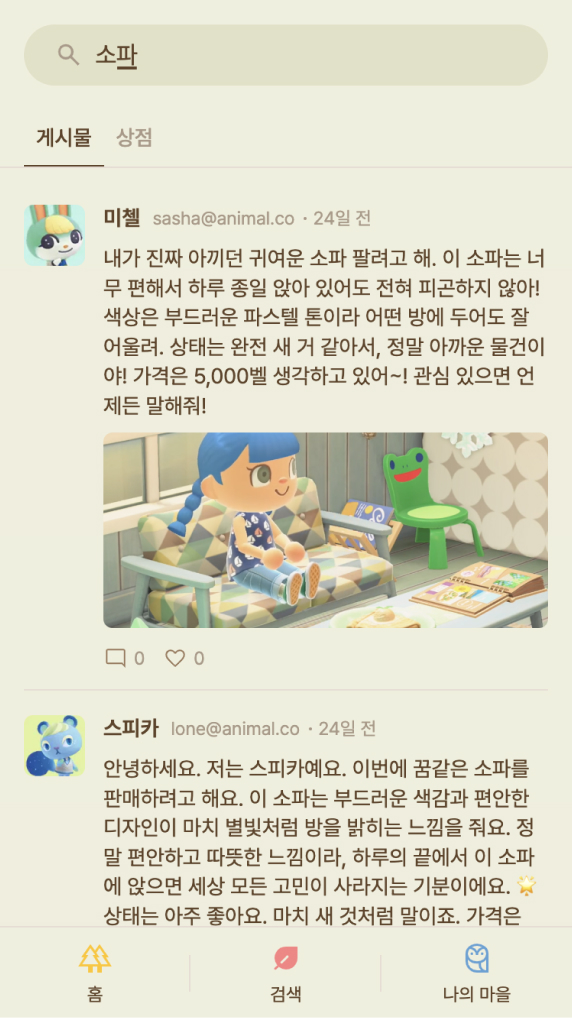 소파
게시물 상점
미첼 sasha@animal.co · 24일 전
내가 진짜 아끼던 귀여운 소파 팔려고 해. 이 소파는 너
무 편해서 하루 종일 앉아 있어도 전혀 피곤하지 않아!
색상은 부드러운 파스텔 톤이라 어떤 방에 두어도 잘
어울려. 상태는 완전 새 거 같아서, 정말 아까운 물건이
야! 가격은 5,000벨 생각하고 있어~! 관심 있으면 언
제든 말해줘!
0 0
스피카 lone@animal.co · 24일 전
안녕하세요. 저는 스피카예요. 이번에 꿈같은 소파를
판매하려고 해요. 이 소파는 부드러운 색감과 편안한
디자인이 마치 별빛처럼 방을 밝히는 느낌을 줘요. 정
말 편안하고 따뜻한 느낌이라, 하루의 끝에서 이 소파
에 앉으면 세상 모든 고민이 사라지는 기분이에요. 🌟
상태는 아주 좋아요. 마치 새 것처럼 말이죠. 가격은
홈 검색 나의 마을